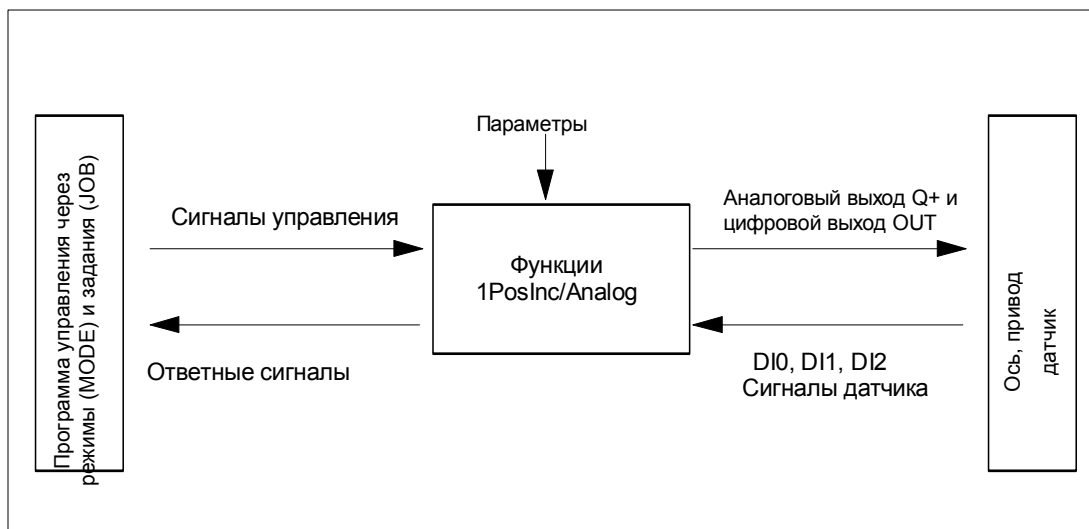 Программа управления через
режимы (MODE) и задания (JOB)
Сигналы управления
Ответные сигналы
Параметры
Функции
1PosInc/Analog
Аналоговый выход Q+ и
цифровой выход OUT
DI0, DI1, DI2
Сигналы датчика
Ось, привод
датчик